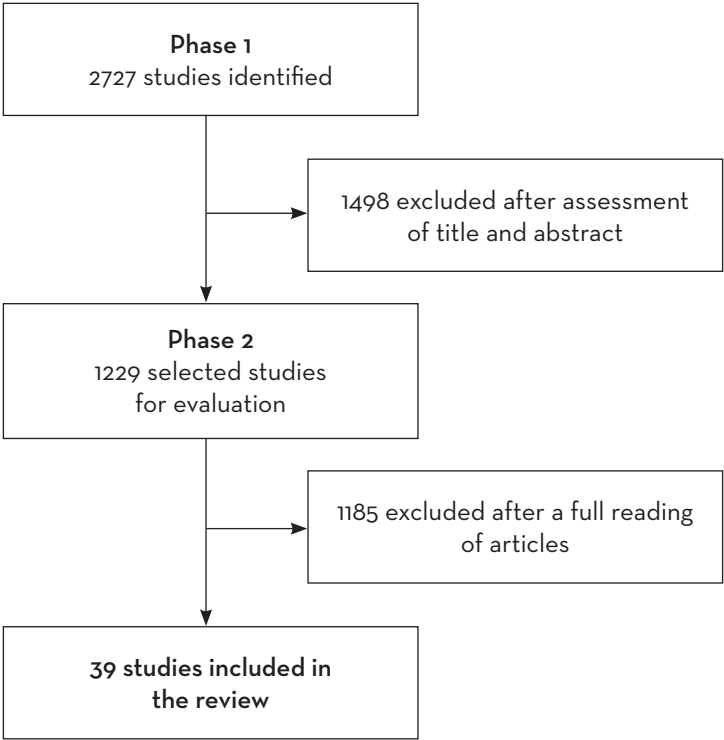 Phase 1
2727 studies identified
1498 excluded after assessment
of title and abstract
Phase 2
1229 selected studies
for evaluation
1185 excluded after a full reading
of articles
39 studies included in
the review